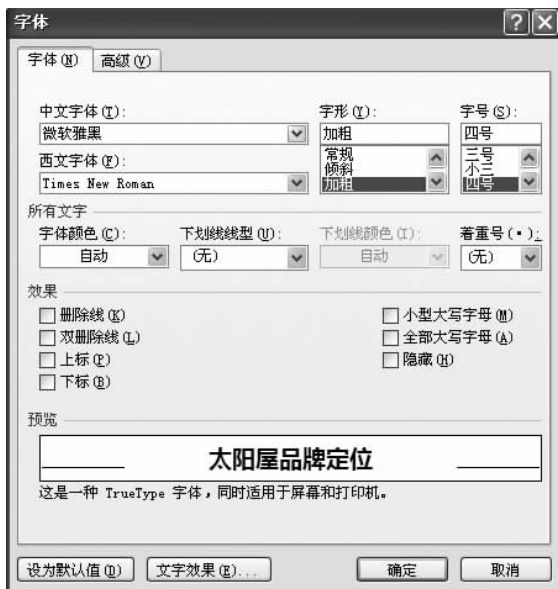 字体
字体(N) 高级(V)
中文字体(T): 字形(Y): 字号(S):
微软雅黑 加粗 四号
西文字体(F): 常规 三号
倾斜 小三
Times New Roman 加粗 四号
所有文字
字体颜色(C): 下划线线型(U): 下划线颜色(I): 着重号(·):
自动 (无) 自动 (无)
效果
删除线(K) 小型大写字母(M)
双删除线(L) 全部大写字母(A)
上标(P) 隐藏(H)
下标(B)
预览
太阳屋品牌定位
这是一种 TrueType 字体，同时适用于屏幕和打印机。
设为默认值(D) 文字效果(E)... 确定 取消